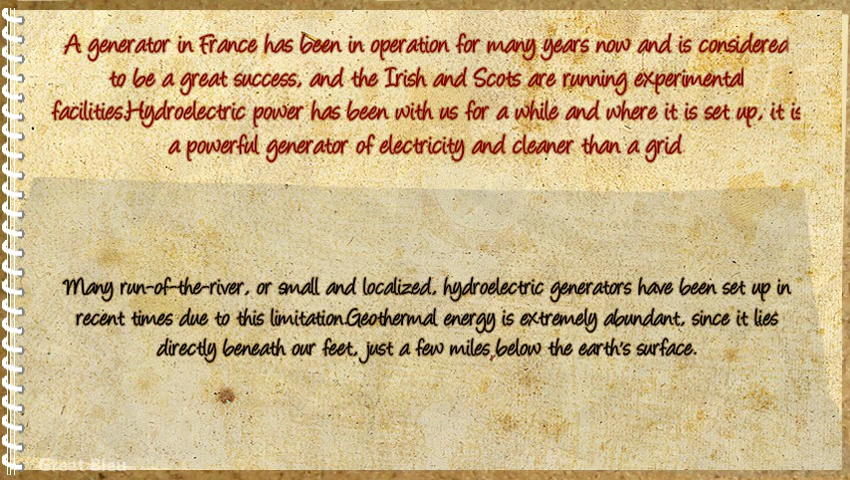 A generator in France has been in operation for many years now and is considered
to be a great success, and the Irish and Scots are running experimental
facilities.Hydroelectric power has been with us for a while and where it is set up, it is
a powerful generator of electricity and cleaner than a grid
Many run-of-the-river, or small and localized, hydroelectric generators have been set up in
recent times due to this limitation.Geothermal energy is extremely abundant, since it lies
directly beneath our feet, just a few miles below the earth's surface.